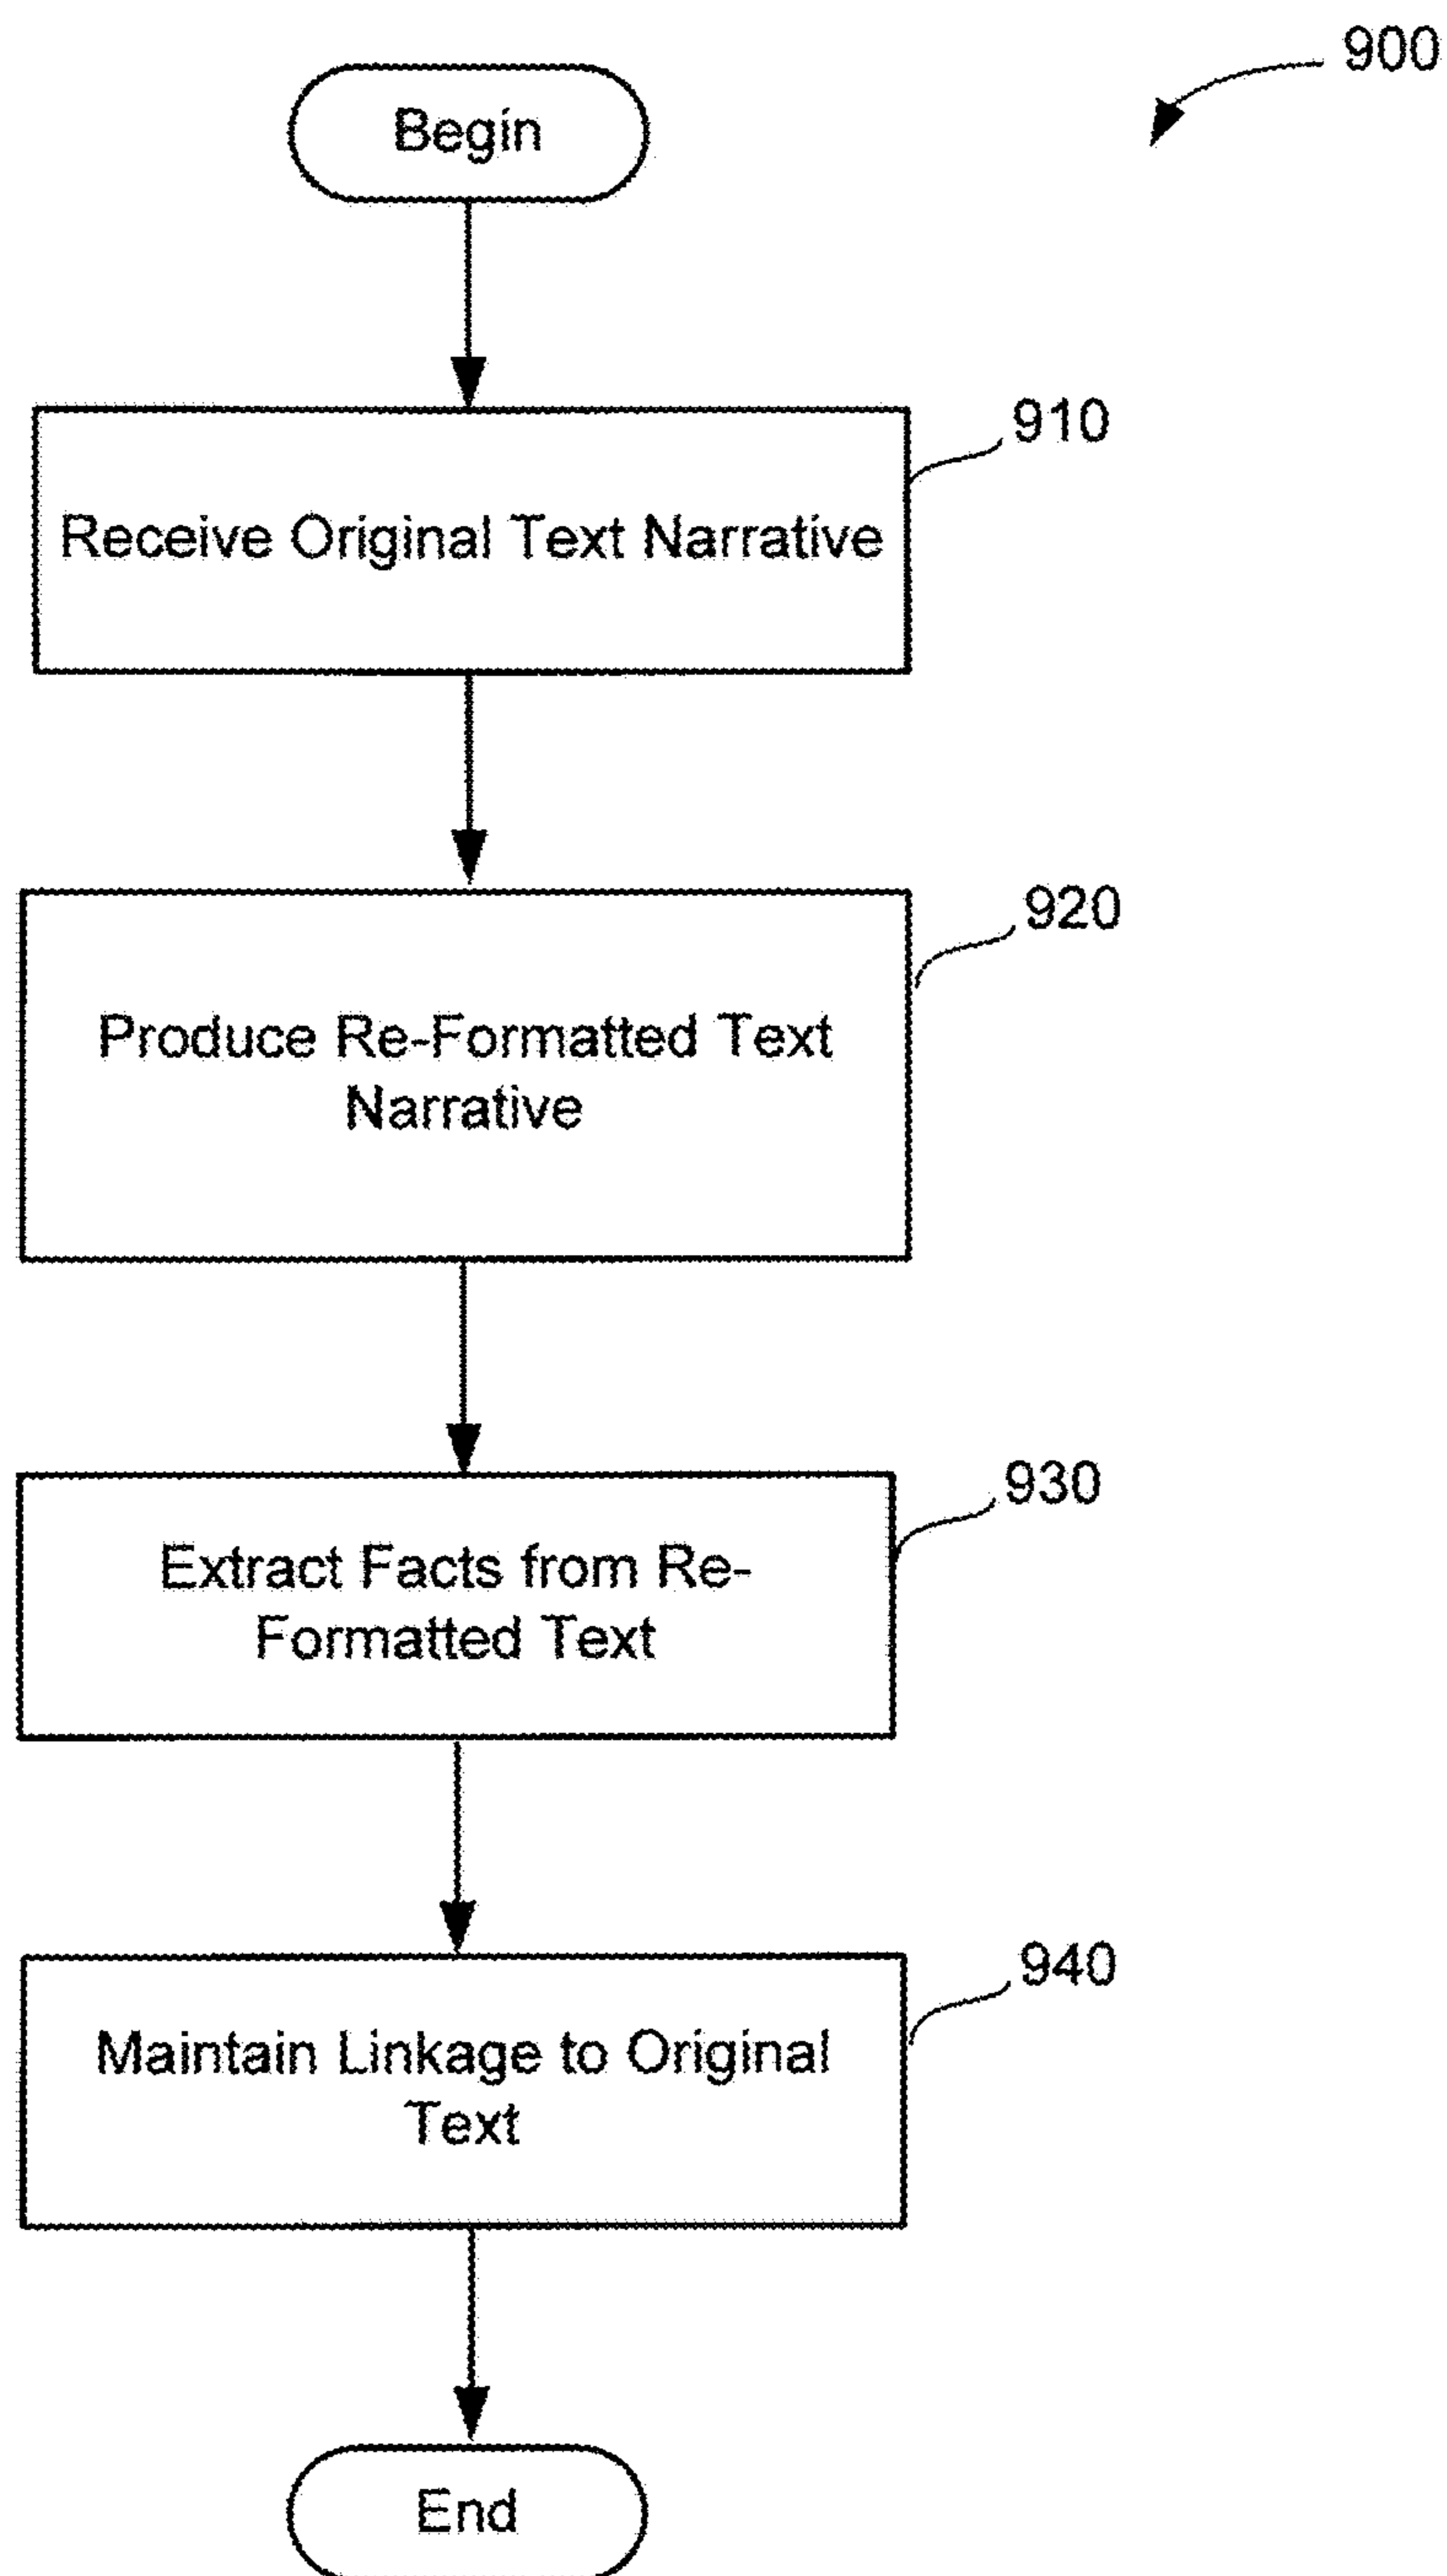 900
Begin
910
Receive Original Text Narrative
920
Produce Re-Formatted Text
Narrative
930
Extract Facts from Re-
Formatted Text
940
Maintain Linkage to Original
Text
End